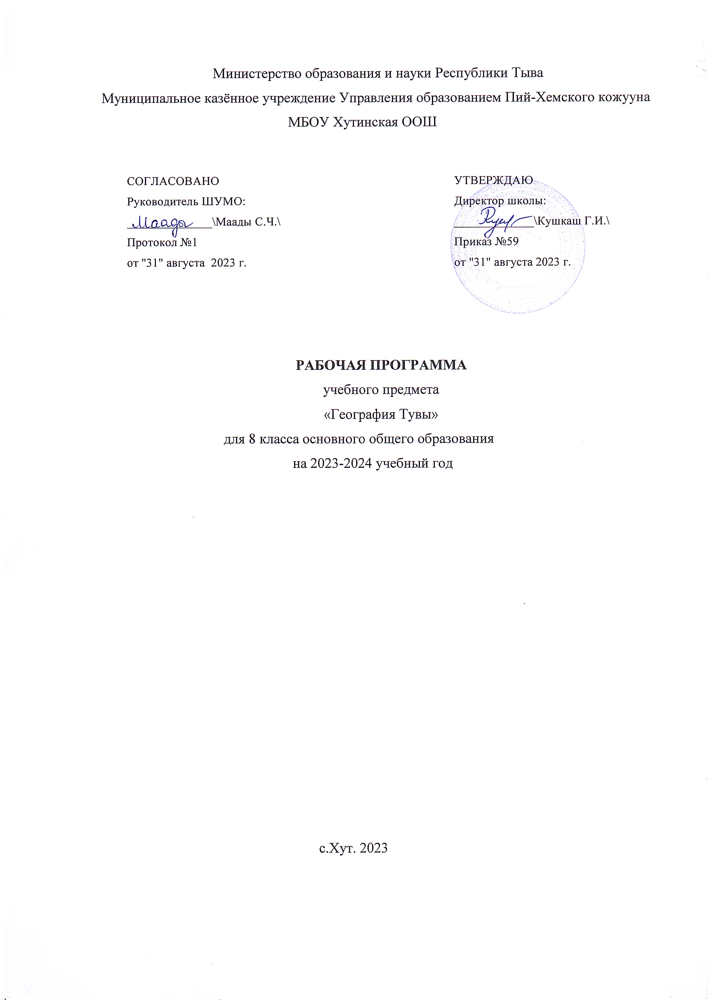 Министерство образования и науки Республики Тыва
Муниципальное казённое учреждение Управления образованием Пий-Хемского кожууна
МБОУ Хутинская ООШ
СОГЛАСОВАНО
Руководитель ШУМО:
Маады \Маады С.Ч.\
Протокол №1
от "31" августа 2023 г.
УТВЕРЖДАЮ
Директор школы:
\Кушкаш Г.И.\
Приказ №59
от "31" августа 2023 г.
РАБОЧАЯ ПРОГРАММА
учебного предмета
«География Тувы»
для 8 класса основного общего образования
на 2023-2024 учебный год
с.Хут. 2023